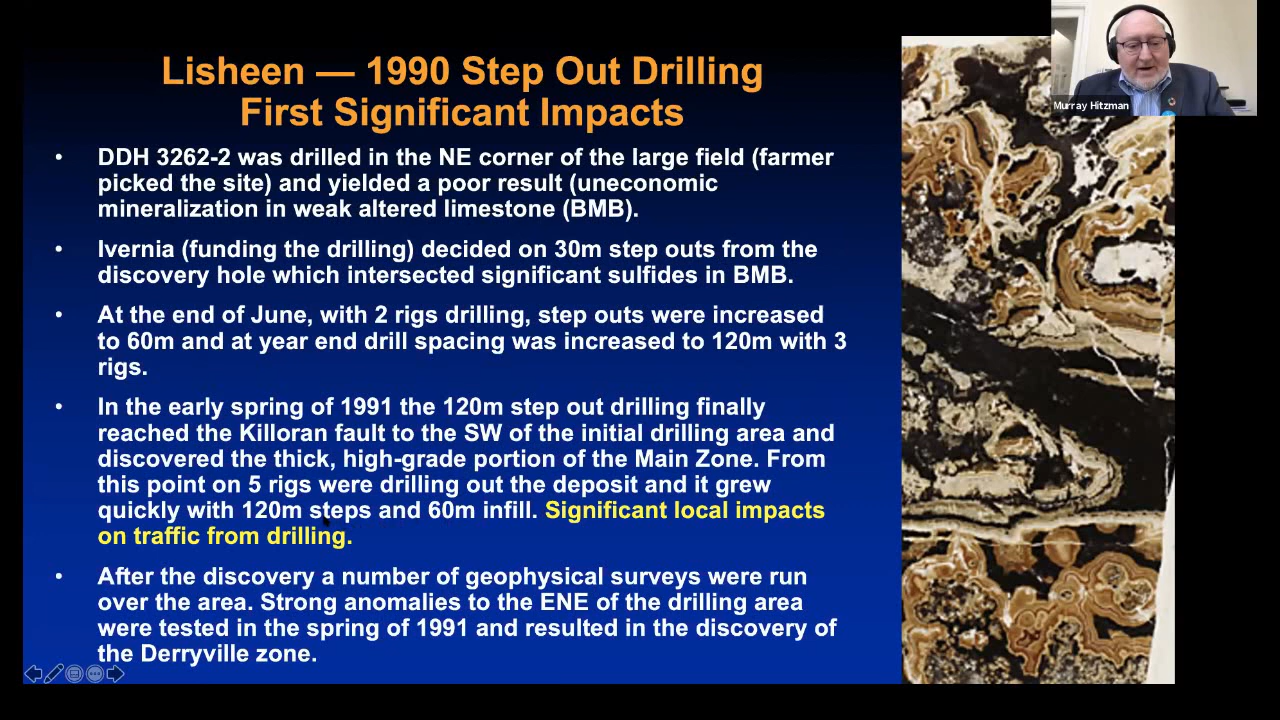 Lisheen — 1990 Step Out Drilling
First Significant Impacts
• DDH 3262-2 was drilled in the NE corner of the large field (farmer
picked the site) and yielded a poor result (uneconomic
mineralization in weak altered limestone (BMB).
• Ivernia (funding the drilling) decided on 30m step outs from the
discovery hole which intersected significant sulfides in BMB.
• At the end of June, with 2 rigs drilling, step outs were increased
to 60m and at year end drill spacing was increased to 120m with 3
rigs.
• In the early spring of 1991 the 120m step out drilling finally
reached the Killoran fault to the SW of the initial drilling area and
discovered the thick, high-grade portion of the Main Zone. From
this point on 5 rigs were drilling out the deposit and it grew
quickly with 120m steps and 60m infill. Significant local impacts
on traffic from drilling.
• After the discovery a number of geophysical surveys were run
over the area. Strong anomalies to the ENE of the drilling area
were tested in the spring of 1991 and resulted in the discovery of
the Derryville zone.
Murray Hitzman